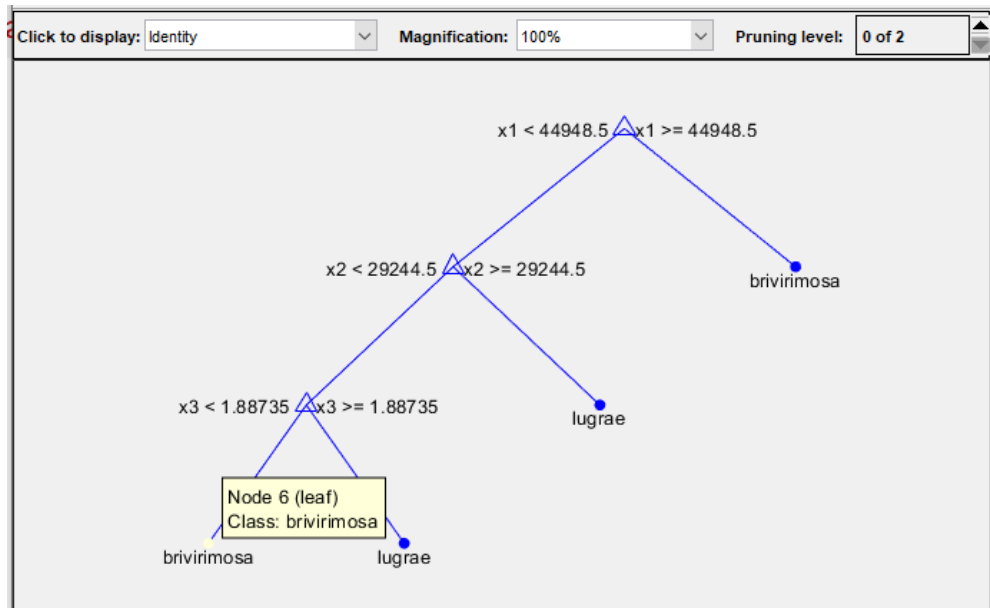 Click to display: Identity Magnification: 100% Pruning level: 0 of 2
x1 < 44948.5 x1 >= 44948.5
x2 < 29244.5 x2 >= 29244.5
brivirimosa
x3 < 1.88735 x3 >= 1.88735
lugrae
Node 6 (leaf)
Class: brivirimosa
brivirimosa lugrae